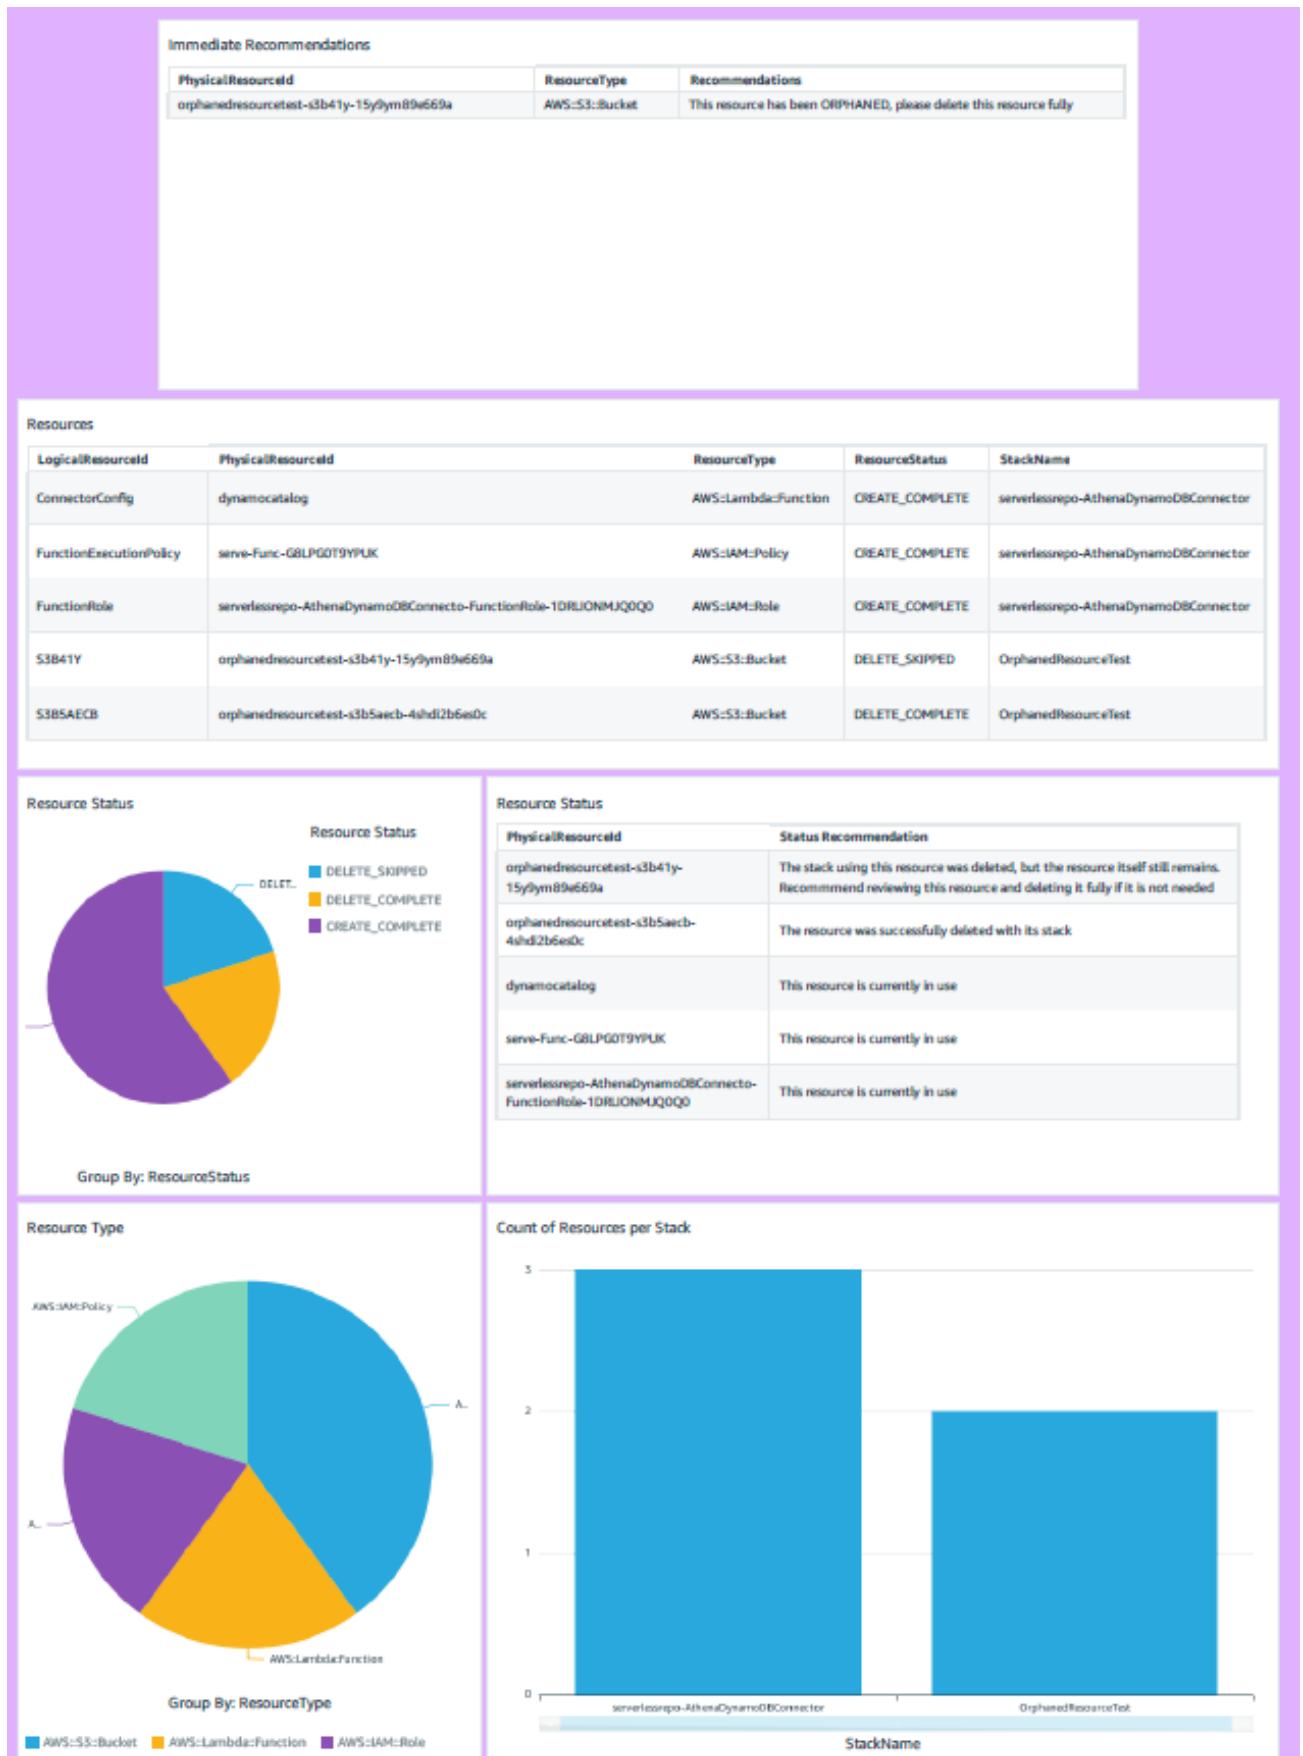 Immediate Recommendations
PhysicalResourceId ResourceType Recommendations
orphanedresourcetest-s3b41y-15y9ym89e669a AWS::S3::Bucket This resource has been ORPHANED, please delete this resource fully
Resources
LogicalResourceId PhysicalResourceId ResourceType ResourceStatus StackName
ConnectorConfig dynamocatalog AWS::Lambda::Function CREATE_COMPLETE serverlessrepo-AthenaDynamoDBConnector
FunctionExecutionPolicy serve-Func-G8LPG0T9YPUK AWS::IAM::Policy CREATE_COMPLETE serverlessrepo-AthenaDynamoDBConnector
FunctionRole serverlessrepo-AthenaDynamoDBConnecto-FunctionRole-1DRLIONMJQ0Q0 AWS::IAM::Role CREATE_COMPLETE serverlessrepo-AthenaDynamoDBConnector
S3B41Y orphanedresourcetest-s3b41y-15y9ym89e669a AWS::S3::Bucket DELETE_SKIPPED OrphanedResourceTest
S3B5AECB orphanedresourcetest-s3b5aecb-4shdi2b6es0c AWS::S3::Bucket DELETE_COMPLETE OrphanedResourceTest
Resource Status
Resource Status
DELETE_SKIPPED
DELETE_COMPLETE
CREATE_COMPLETE
DELET...
Group By: ResourceStatus
Resource Status
PhysicalResourceId Status Recommendation
orphanedresourcetest-s3b41y- The stack using this resource was deleted, but the resource itself still remains.
15y9ym89e669a Recommmend reviewing this resource and deleting it fully if it is not needed
orphanedresourcetest-s3b5aecb-
4shdi2b6es0c The resource was successfully deleted with its stack
dynamocatalog This resource is currently in use
serve-Func-G8LPG0T9YPUK This resource is currently in use
serverlessrepo-AthenaDynamoDBConnecto-
FunctionRole-1DRLIONMJQ0Q0 This resource is currently in use
Resource Type
AWS::IAM::Policy
A...
A...
AWS::Lambda::Function
Group By: ResourceType
AWS::S3::Bucket AWS::Lambda::Function AWS::IAM::Role
Count of Resources per Stack
3
2
1
0
serverlessrepo-AthenaDynamoDBConnector OrphanedResourceTest
StackName